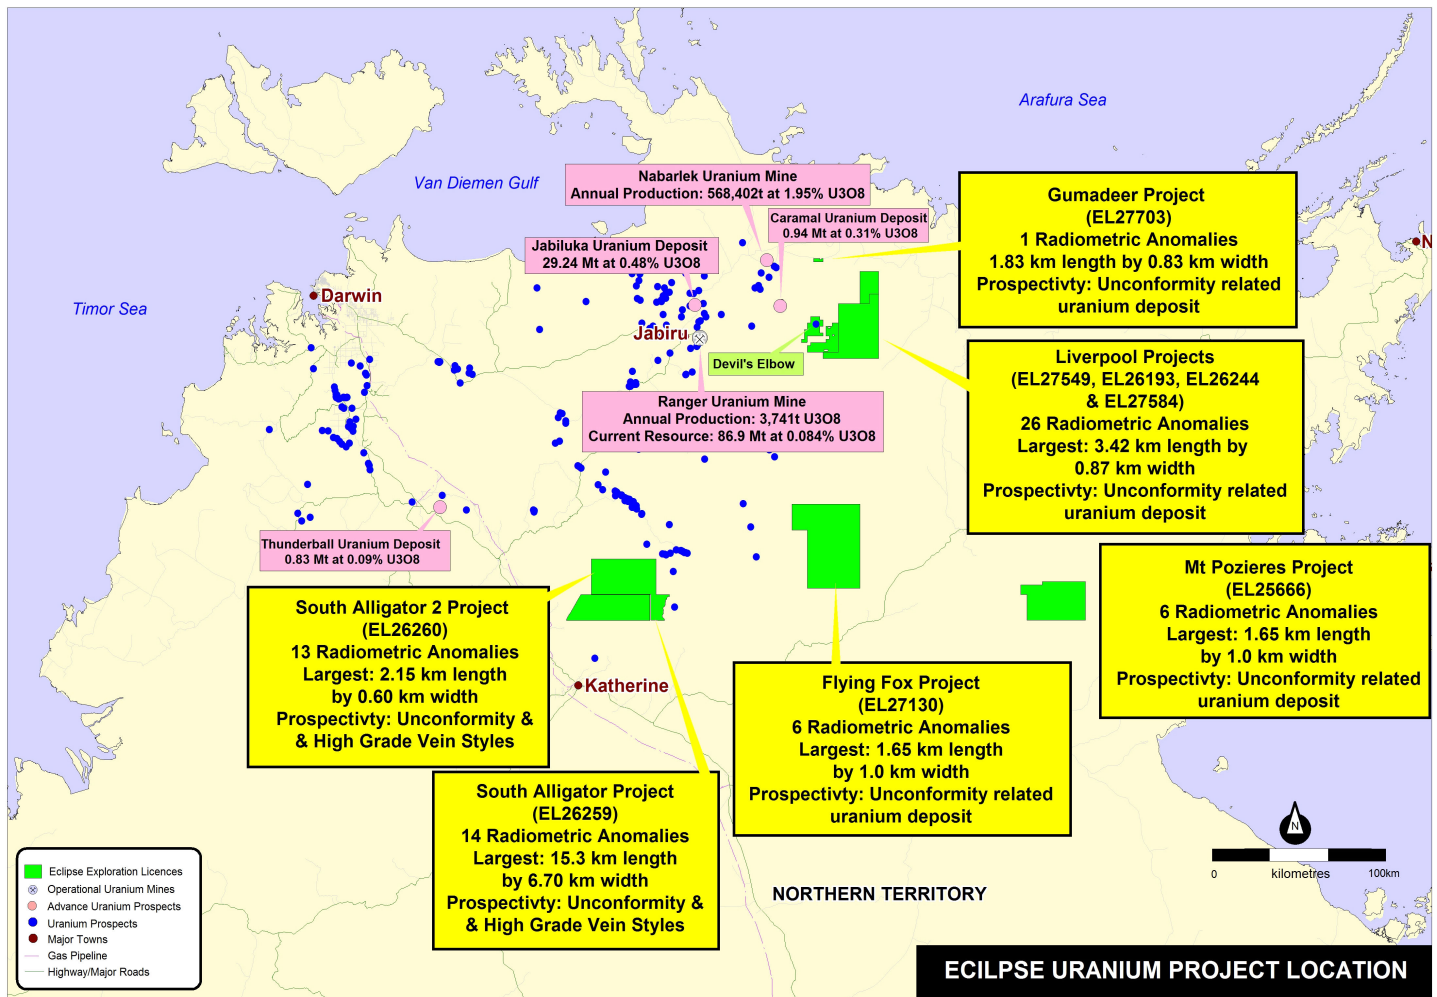 Arafura Sea
Van Diemen Gulf
Timor Sea
Nabarlek Uranium Mine
Annual Production: 568,402t at 1.95% U3O8
Caramal Uranium Deposit
0.94 Mt at 0.31% U3O8
Jabiluka Uranium Deposit
29.24 Mt at 0.48% U3O8
Darwin
Jabiru
Devil's Elbow
N
Gumadeer Project
(EL27703)
1 Radiometric Anomalies
1.83 km length by 0.83 km width
Prospectivty: Unconformity related
uranium deposit
Liverpool Projects
(EL27549, EL26193, EL26244
& EL27584)
26 Radiometric Anomalies
Largest: 3.42 km length by
0.87 km width
Prospectivty: Unconformity related
uranium deposit
Ranger Uranium Mine
Annual Production: 3,741t U3O8
Current Resource: 86.9 Mt at 0.084% U3O8
Thunderball Uranium Deposit
0.83 Mt at 0.09% U3O8
Mt Pozieres Project
(EL25666)
6 Radiometric Anomalies
Largest: 1.65 km length
by 1.0 km width
Prospectivty: Unconformity related
uranium deposit
South Alligator 2 Project
(EL26260)
13 Radiometric Anomalies
Largest: 2.15 km length
by 0.60 km width
Prospectivty: Unconformity &
& High Grade Vein Styles
Katherine
Flying Fox Project
(EL27130)
6 Radiometric Anomalies
Largest: 1.65 km length
by 1.0 km width
Prospectivty: Unconformity related
uranium deposit
South Alligator Project
(EL26259)
14 Radiometric Anomalies
Largest: 15.3 km length
by 6.70 km width
Prospectivty: Unconformity &
& High Grade Vein Styles
NORTHERN TERRITORY
Eclipse Exploration Licences
Operational Uranium Mines
Advance Uranium Prospects
Uranium Prospects
Major Towns
Gas Pipeline
Highway/Major Roads
N
0 kilometres 100km
ECILPSE URANIUM PROJECT LOCATION